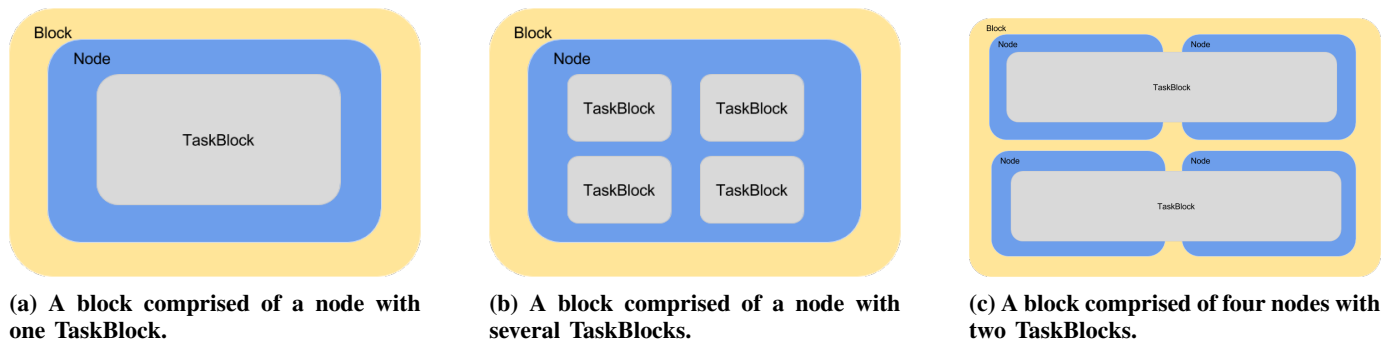 Block
Node
TaskBlock
(a) A block comprised of a node with
one TaskBlock.
Block
Node
TaskBlock
TaskBlock
TaskBlock
TaskBlock
(b) A block comprised of a node with
several TaskBlocks.
Block
Node
Node
TaskBlock
Node
Node
TaskBlock
(c) A block comprised of four nodes with
two TaskBlocks.